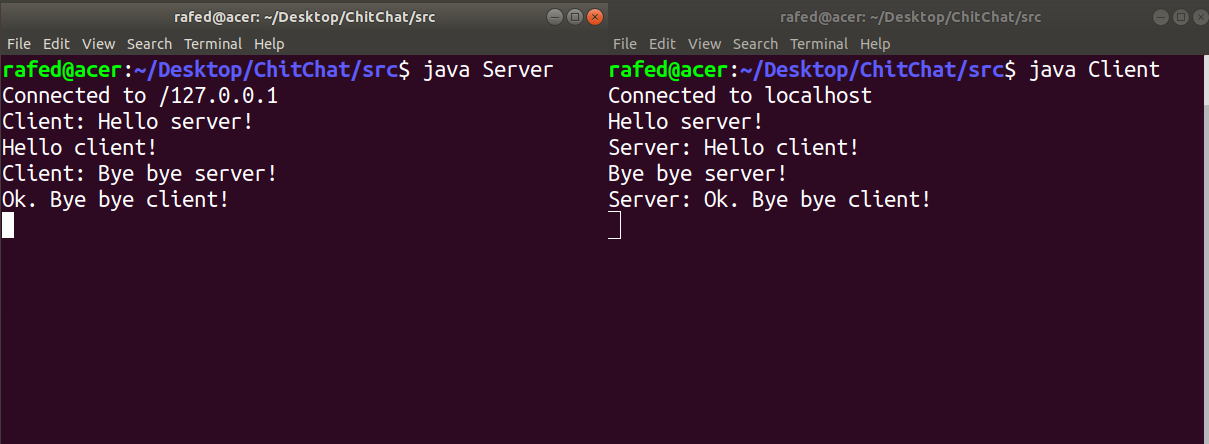 rafed@acer: ~/Desktop/ChitChat/src
File Edit View Search Terminal Help
rafed@acer:~/Desktop/ChitChat/src$ java Server
Connected to /127.0.0.1
Client: Hello server!
Hello client!
Client: Bye bye server!
Ok. Bye bye client!
rafed@acer: ~/Desktop/ChitChat/src
File Edit View Search Terminal Help
rafed@acer:~/Desktop/ChitChat/src$ java Client
Connected to localhost
Hello server!
Server: Hello client!
Bye bye server!
Server: Ok. Bye bye client!